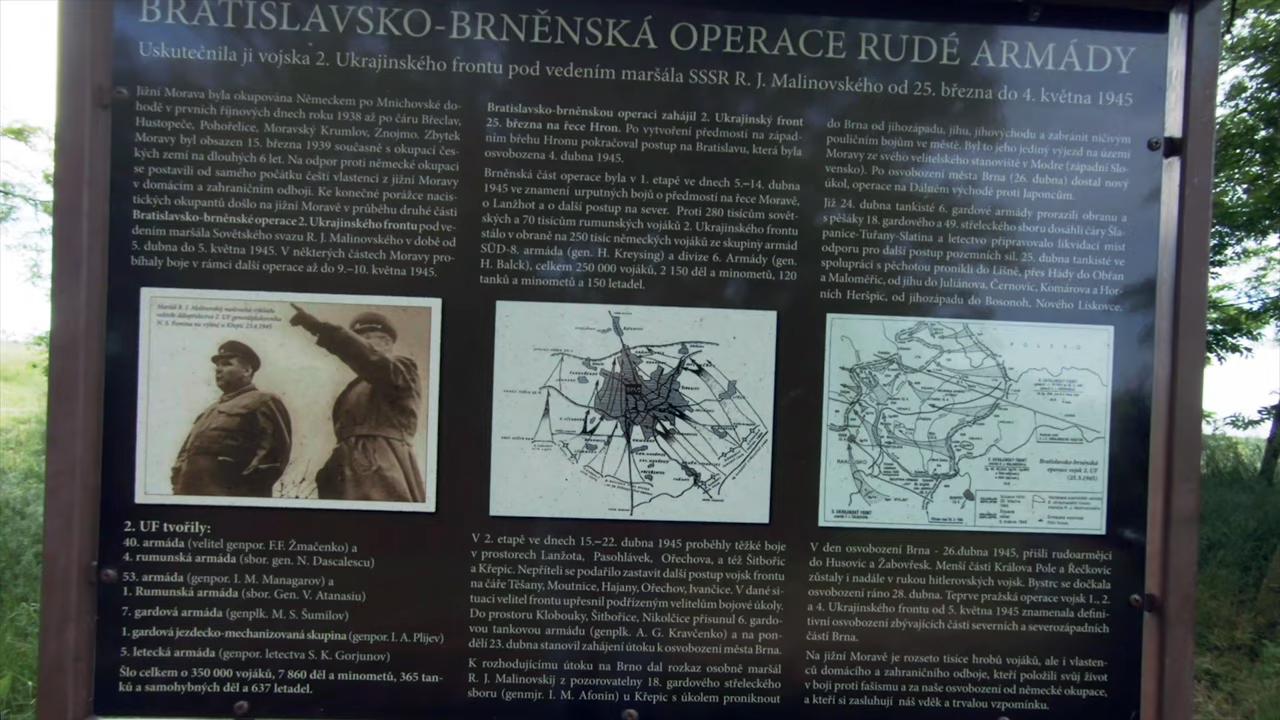 BRATISLAVSKO-BRNĚNSKÁ OPERACE RUDÉ ARMÁDY
Uskutečnila ji vojska 2. Ukrajinského frontu pod vedením maršála SSSR R. J. Malinovského od 25. března do 4. května 1945
Jižní Morava byla okupována Německem po Mnichovské do-
hodě v prvních říjnových dnech roku 1938 až po čáru Břeclav,
Hustopeče, Pohořelice, Moravský Krumlov, Znojmo. Zbytek
Moravy byl obsazen 15. března 1939 současně s okupací čes-
kých zemí na dlouhých 6 let. Na odpor proti německé okupaci
se postavili od samého počátku čeští vlastenci z jižní Moravy
v domácím a zahraničním odboji. Ke konečné porážce nacis-
tických okupantů došlo na jižní Moravě v průběhu druhé části
Bratislavsko-brněnské operace 2. Ukrajinského frontu pod ve-
dením maršála Sovětského svazu R. J. Malinovského v době od
5. dubna do 5. května 1945. V některých částech Moravy pro-
bíhaly boje v rámci další operace až do 9.–10. května 1945.
Maršál R. J. Malinovský
N. S. Fomina na výšině u Křepic 23.4.1945
2. UF tvořily:
40. armáda (velitel genpor. F.F. Žmačenko) a
4. rumunská armáda (sbor. gen. N. Dascalescu)
53. armáda (genpor. I. M. Managarov) a
1. Rumunská armáda (sbor. Gen. V. Atanasiu)
7. gardová armáda (genplk. M. S. Šumilov)
1. gardová jezdecko-mechanizovaná skupina (genpor. I. A. Plijev)
5. letecká armáda (genpor. letectva S. K. Gorjunov)
Šlo celkem o 350 000 vojáků, 7 860 děl a minometů, 365 tan-
ků a samohybných děl a 637 letadel.
Bratislavsko-brněnskou operaci zahájil 2. Ukrajinský front
25. března na řece Hron. Po vytvoření předmostí na západ-
ním břehu Hronu pokračoval postup na Bratislavu, která byla
osvobozena 4. dubna 1945.
Brněnská část operace byla v 1. etapě ve dnech 5.–14. dubna
1945 ve znamení urputných bojů o předmostí na řece Moravě,
o Lanžhot a o další postup na sever. Proti 280 tisícům sovět-
ských a 70 tisícům rumunských vojáků 2. Ukrajinského frontu
stálo v obraně na 250 tisíc německých vojáků ze skupiny armád
SÜD-8. armáda (gen. H. Kreysing) a divize 6. Armády (gen.
H. Balck), celkem 250 000 vojáků, 2 150 děl a minometů, 120
tanků a minometů a 150 letadel.
V 2. etapě ve dnech 15.–22. dubna 1945 proběhly těžké boje
v prostorech Lanžota, Pasohlávek, Ořechova, a též Šitbořic
a Křepic. Nepříteli se podařilo zastavit další postup vojsk frontu
na čáře Těšany, Moutnice, Hajany, Ořechov, Ivančice. V dané si-
tuaci velitel frontu upřesnil podřízeným velitelům bojové úkoly.
Do prostoru Klobouky, Šitbořice, Nikolčice přisunul 6. gardo-
vou tankovou armádu (genplk. A. G. Kravčenko) a na pon-
dělí 23. dubna stanovil zahájení útoku k osvobození města Brna.
K rozhodujícímu útoku na Brno dal rozkaz osobně maršál
R. J. Malinovskij z pozorovatelny 18. gardového střeleckého
sboru (genmjr. I. M. Afonin) u Křepic s úkolem proniknout
do Brna od jihozápadu, jihu, jihovýchodu a zabránit ničivým
pouličním bojům ve městě. Byl to jeho jediný výjezd na území
Moravy ze svého velitelského stanoviště v Modre (západní Slo-
vensko). Po osvobození města Brna (26. dubna) dostal nový
úkol, operace na Dálném východě proti Japoncům.
Již 24. dubna tankisté 6. gardové armády prorazili obranu a
s pěšáky 18. gardového a 49. střeleckého sboru dosáhli čáry Šla-
panice-Tuřany-Slatina a letectvo připravovalo likvidaci míst
odporu pro další postup pozemních sil. 25. dubna tankisté ve
spolupráci s pěchotou pronikli do Líšně, přes Hády do Obřan
a Maloměřic, od jihu do Juliánova, Černovic, Komárova a Hor-
ních Heršpic, od jihozápadu do Bosonoh, Nového Lískovce.
POLSKO
RAKOUSKO
Bratislavsko-brněnská
operace vojsk 2. UF
(25.3.1945)
V den osvobození Brna - 26.dubna 1945, přišli rudoarmějci
do Husovic a Žabovřesk. Menší části Králova Pole a Řečkovic
zůstaly i nadále v rukou hitlerovských vojsk. Bystrc se dočkala
osvobození ráno 28. dubna. Teprve pražská operace vojsk 1., 2.
a 4. Ukrajinského frontu od 5. května 1945 znamenala defini-
tivní osvobození zbývajících částí severních a severozápadních
částí Brna.
Na jižní Moravě je rozseto tisíce hrobů vojáků, ale i vlasten-
ců domácího a zahraničního odboje, kteří položili svůj život
v boji proti fašismu a za naše osvobození od německé okupace,
a kteří si zasluhují náš vděk a trvalou vzpomínku.